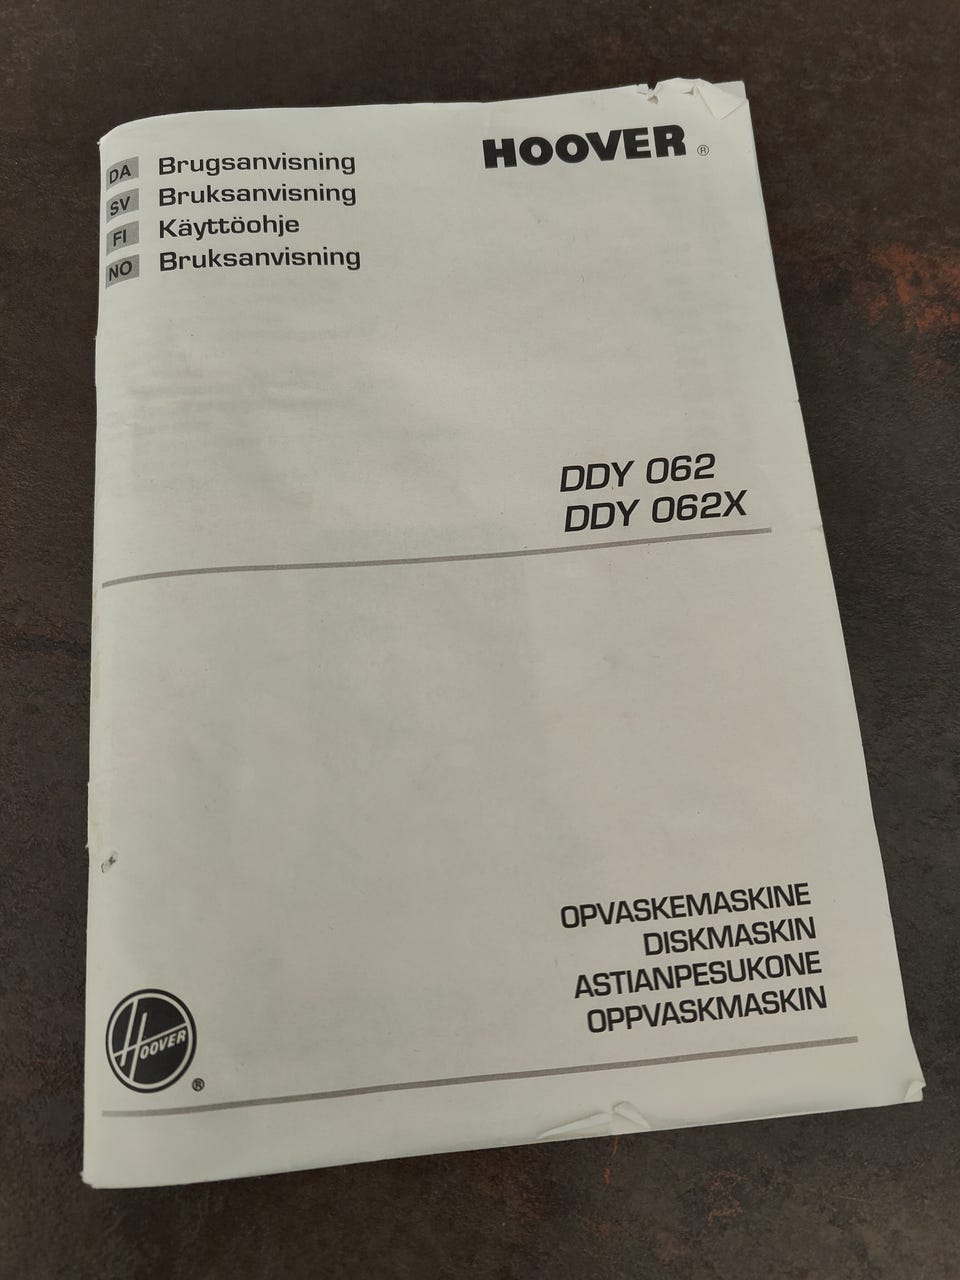 HOOVER ®
DA Brugsanvisning
SV Bruksanvisning
FI Käyttöohje
NO Bruksanvisning
DDY 062
DDY 062X
OPVASKEMASKINE
DISKMASKIN
ASTIANPESUKONE
OPPVASKMASKIN
HOOVER ®